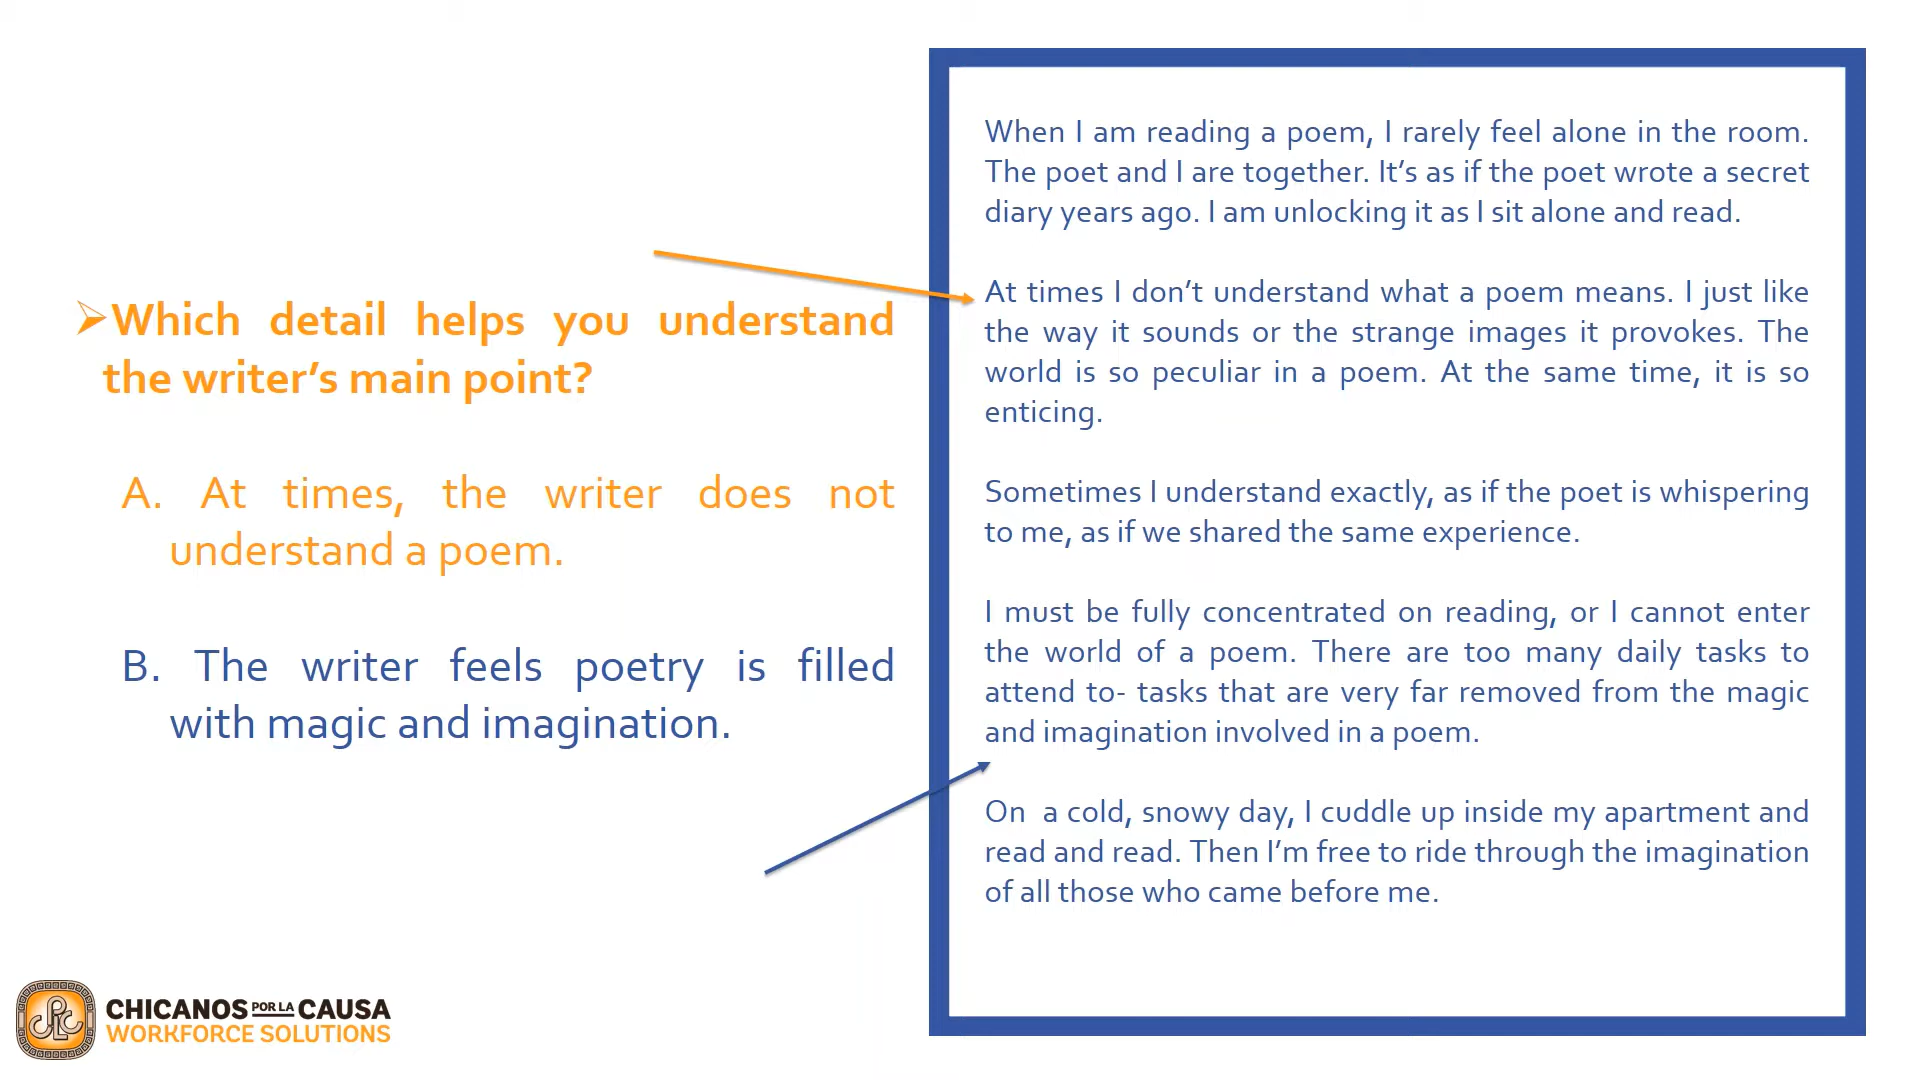 Which detail helps you understand
the writer's main point?
A. At times, the writer does not
understand a poem.
B. The writer feels poetry is filled
with magic and imagination.
When I am reading a poem, I rarely feel alone in the room.
The poet and I are together. It's as if the poet wrote a secret
diary years ago. I am unlocking it as I sit alone and read.
At times I don't understand what a poem means. I just like
the way it sounds or the strange images it provokes. The
world is so peculiar in a poem. At the same time, it is so
enticing.
Sometimes I understand exactly, as if the poet is whispering
to me, as if we shared the same experience.
I must be fully concentrated on reading, or I cannot enter
the world of a poem. There are too many daily tasks to
attend to- tasks that are very far removed from the magic
and imagination involved in a poem.
On a cold, snowy day, I cuddle up inside my apartment and
read and read. Then I'm free to ride through the imagination
of all those who came before me.
CPLC
CHICANOS POR LA CAUSA
WORKFORCE SOLUTIONS